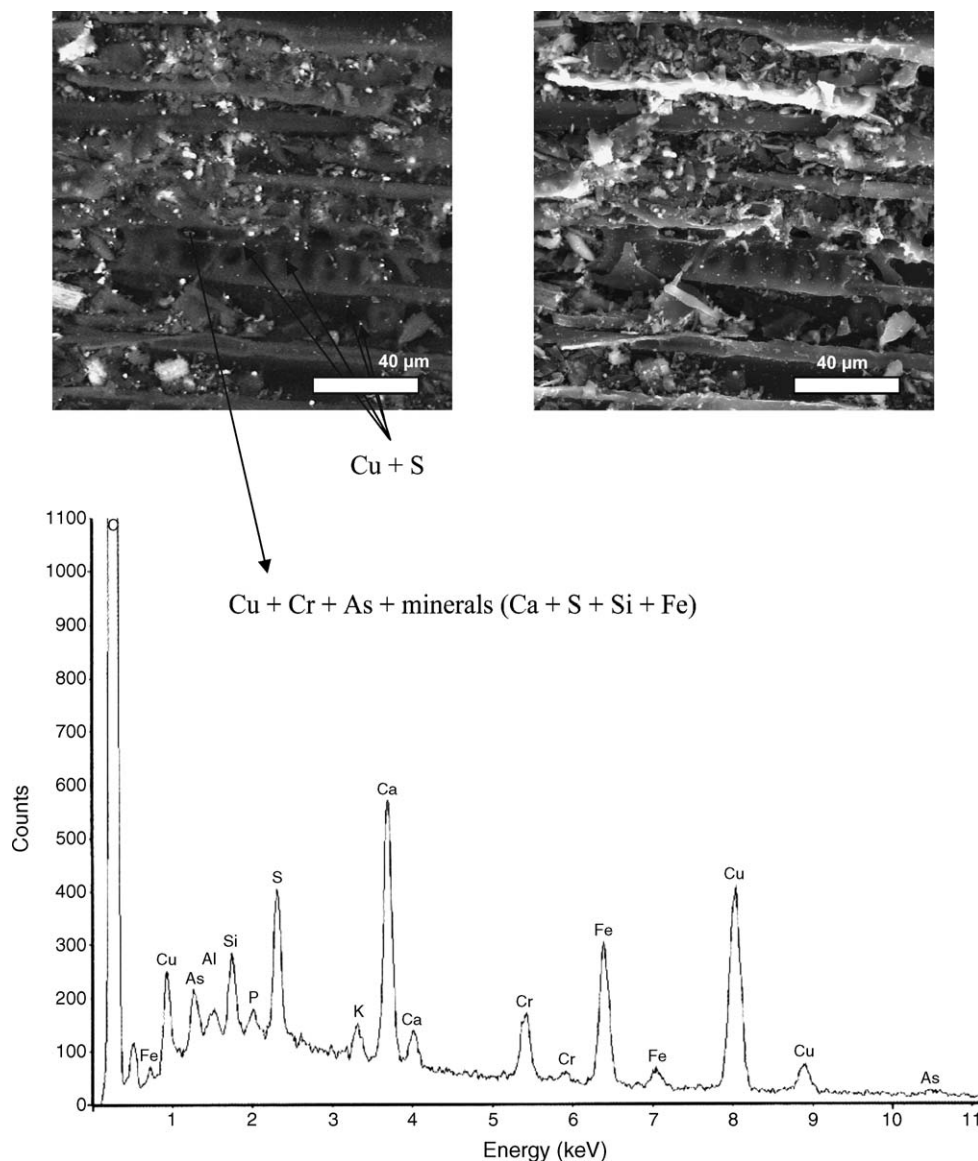 40 µm
40 µm
Cu + S
Cu + Cr + As + minerals (Ca + S + Si + Fe)
1100
1000
900
800
700
600
500
400
300
200
100
0
Counts
C
Fe
Cu
As
Al
Si
P
S
K
Ca
Ca
Cr
Cr
Fe
Fe
Cu
Cu
As
1 2 3 4 5 6 7 8 9 10 11
Energy (keV)